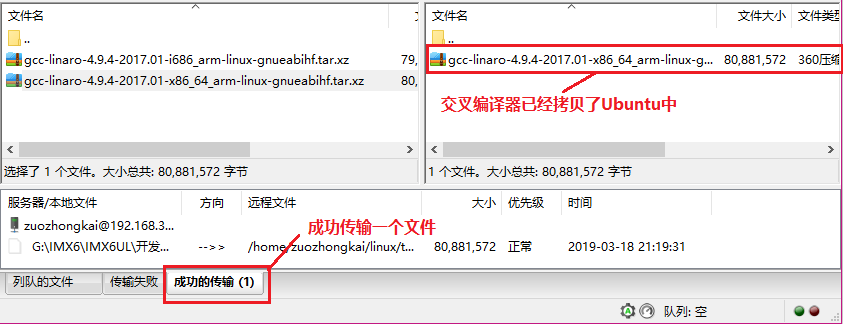 文件名
..
gcc-linaro-4.9.4-2017.01-i686_arm-linux-gnueabihf.tar.xz 79,
gcc-linaro-4.9.4-2017.01-x86_64_arm-linux-gnueabihf.tar.xz 80,
选择了 1 个文件。大小总共: 80,881,572 字节
文件名 文件大小 文件类型
..
gcc-linaro-4.9.4-2017.01-x86_64_arm-linux-g... 80,881,572 360压缩
交叉编译器已经拷贝了Ubuntu中
1 个文件。大小总共: 80,881,572 字节
服务器/本地文件 方向 远程文件 大小 优先级 时间
zuozhongkai@192.168.3...
G:\IMX6\IMX6UL\开发... -->> /home/zuozhongkai/linux/t... 80,881,572 正常 2019-03-18 21:19:31
成功传输一个文件
列队的文件 传输失败 成功的传输 (1)
队列: 空